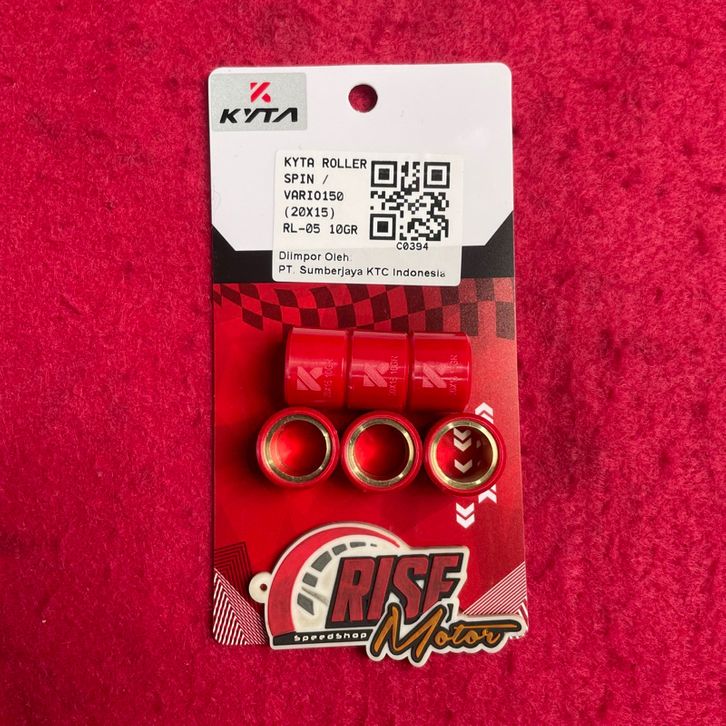 KYTA
KYTA ROLLER
SPIN /
VARIO150
(20X15)
RL-05 10GR
C0394
Diimpor Oleh:
PT. Sumberjaya KTC Indonesia
RISE
SpeedShop
Motor